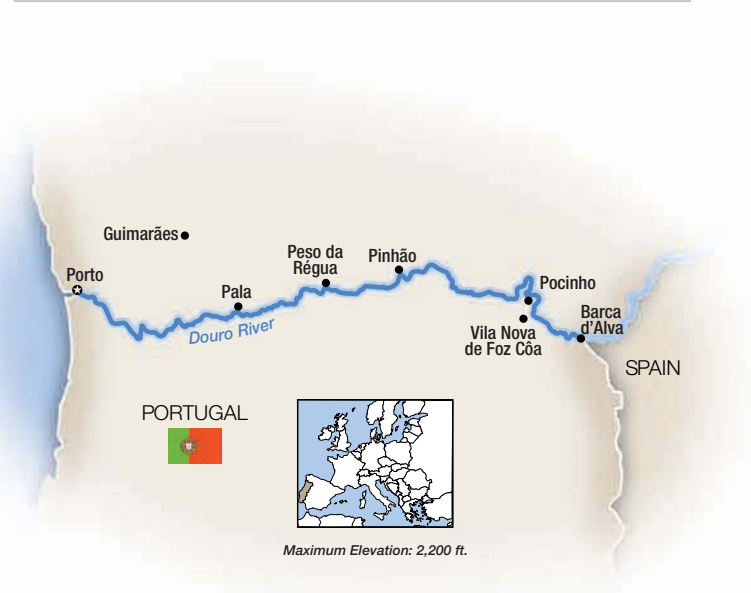 Guimarães
Porto
Peso da
Régua
Pinhão
Pala
Pocinho
Barca
d'Alva
Vila Nova
de Foz Côa
Douro River
SPAIN
PORTUGAL
Maximum Elevation: 2,200 ft.